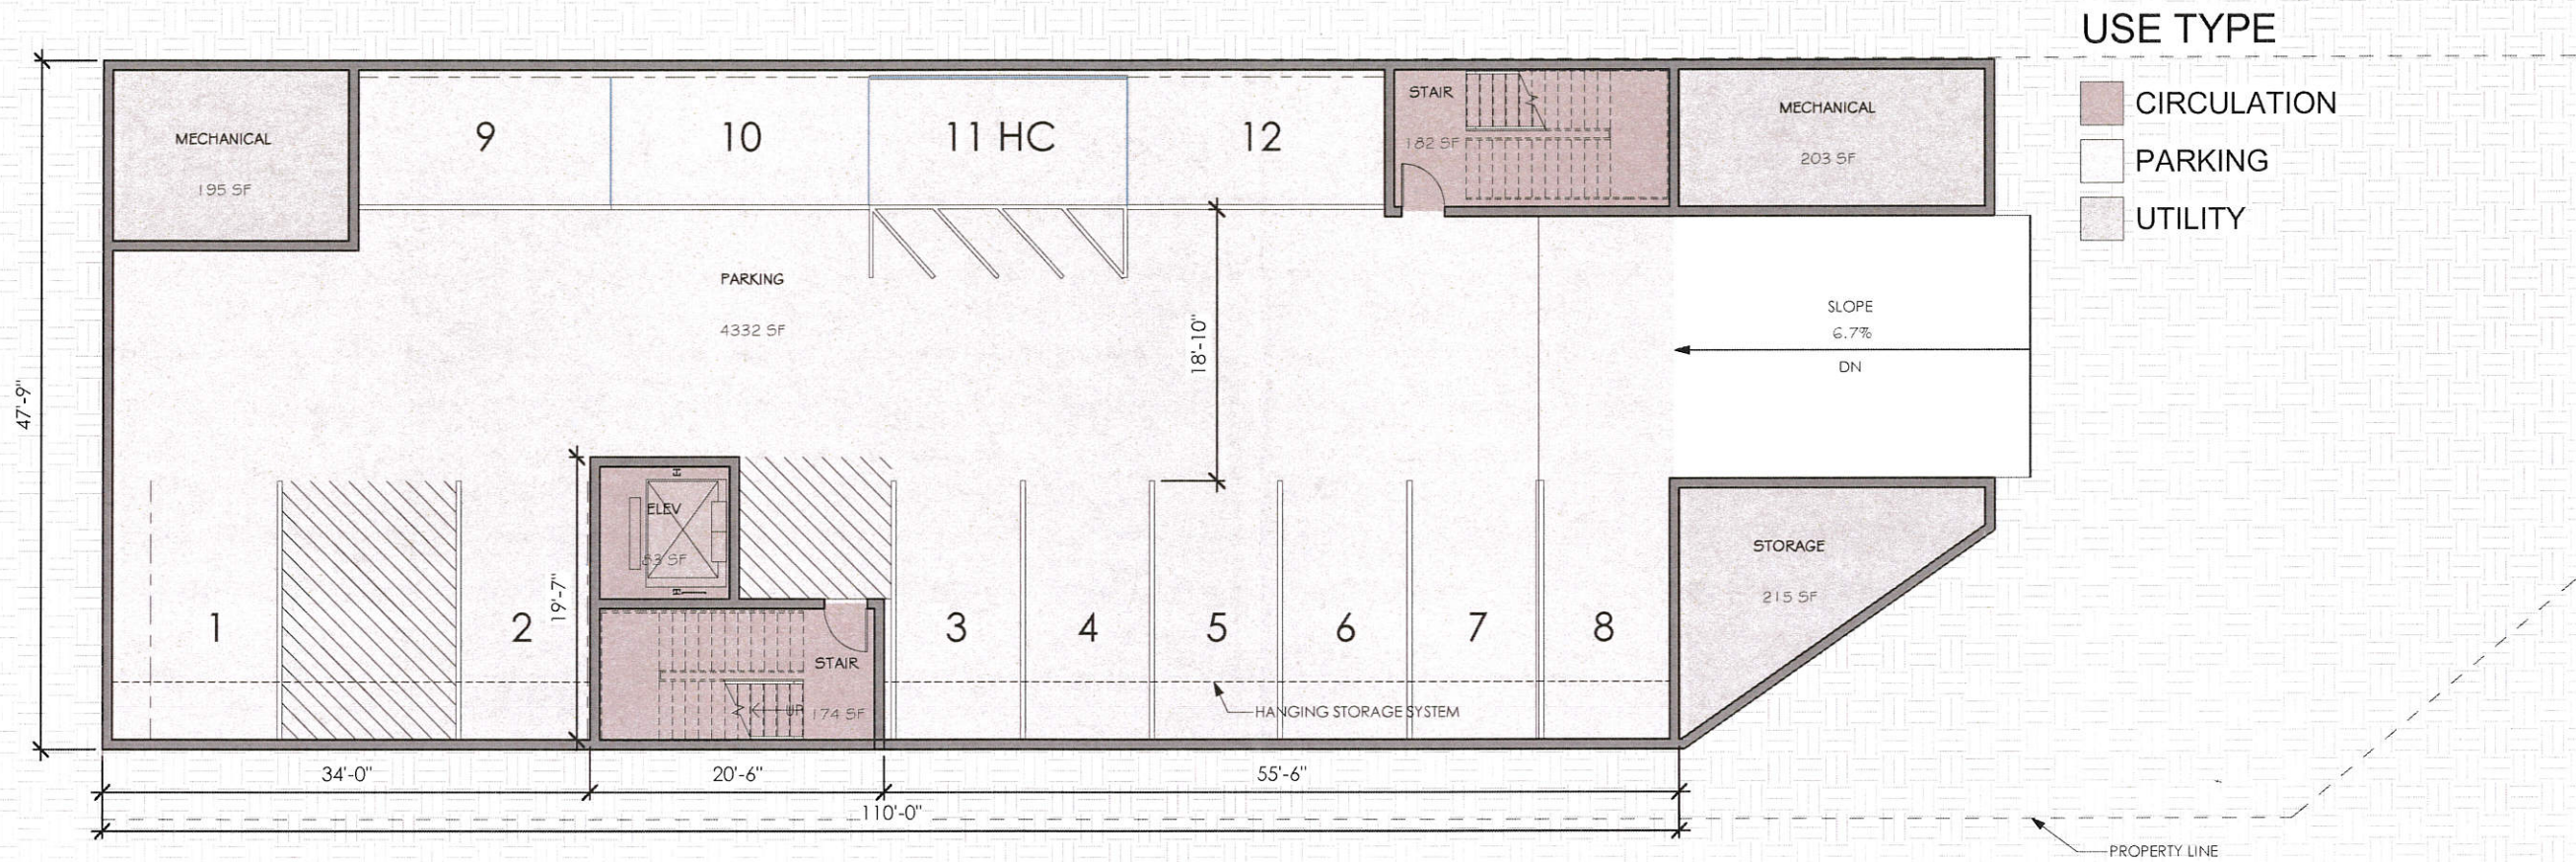 USE TYPE
CIRCULATION
PARKING
UTILITY
MECHANICAL
195 SF
9
10
11 HC
12
STAIR
182 SF
MECHANICAL
203 SF
PARKING
4332 SF
18'-10"
SLOPE
6.7%
DN
47'-9"
ELEV
83 SF
19'-7"
1
2
3
4
5
6
7
8
STORAGE
215 SF
STAIR
UP
174 SF
HANGING STORAGE SYSTEM
34'-0"
20'-6"
55'-6"
110'-0"
PROPERTY LINE